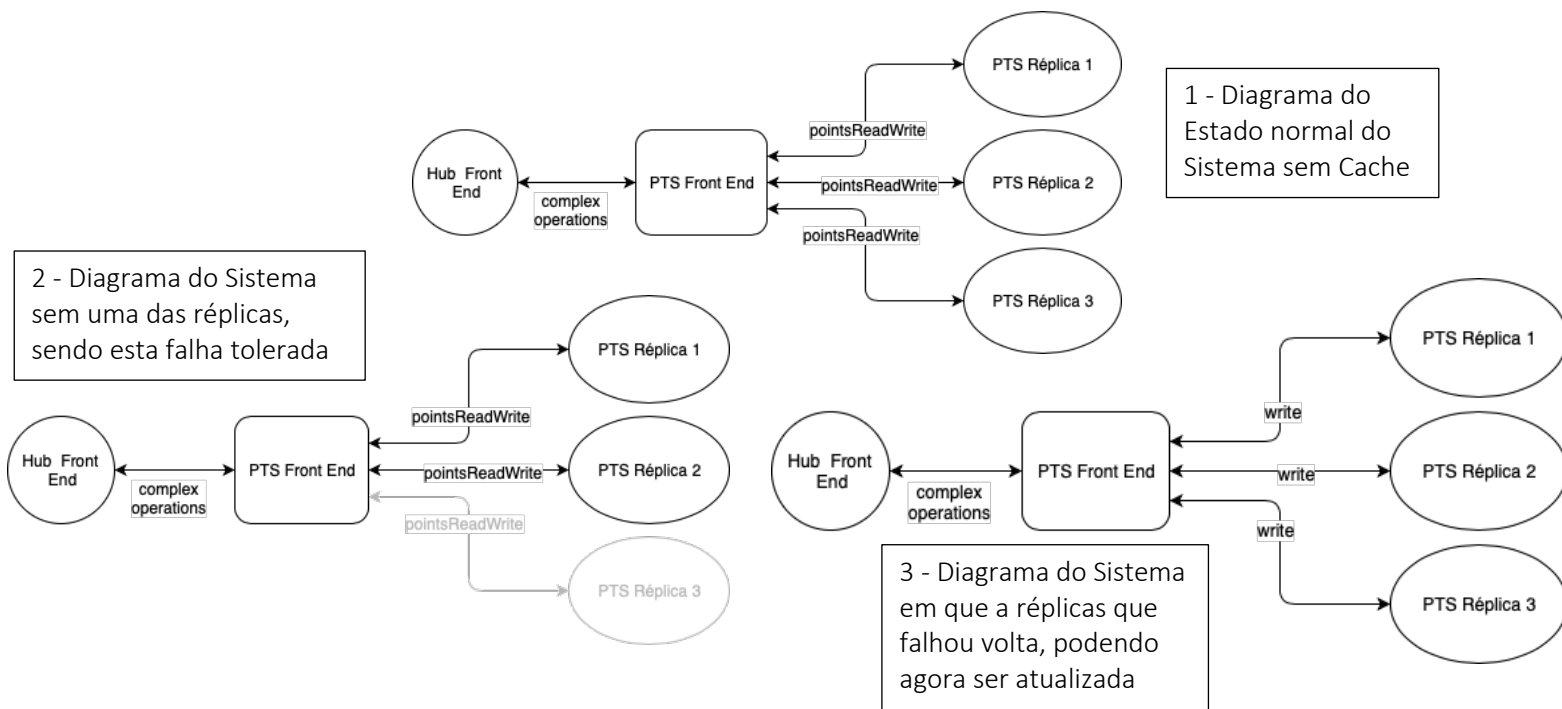 PTS Réplica 1
1 - Diagrama do
Estado normal do
Sistema sem Cache
pointsReadWrite
Hub Front
End
PTS Front End
pointsReadWrite
PTS Réplica 2
complex
operations
pointsReadWrite
PTS Réplica 3
2 - Diagrama do Sistema
sem uma das réplicas,
sendo esta falha tolerada
PTS Réplica 1
pointsReadWrite
Hub Front
End
PTS Front End
pointsReadWrite
PTS Réplica 2
complex
operations
pointsReadWrite
PTS Réplica 3
PTS Réplica 1
write
Hub Front
End
PTS Front End
write
PTS Réplica 2
complex
operations
write
PTS Réplica 3
3 - Diagrama do Sistema
em que a réplicas que
falhou volta, podendo
agora ser atualizada